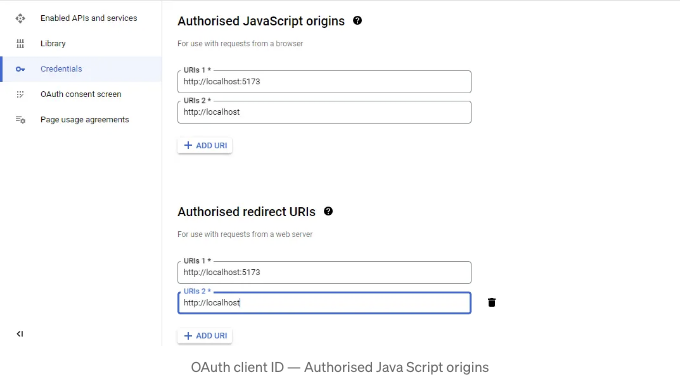 Enabled APIs and services
Library
Credentials
OAuth consent screen
Page usage agreements
Authorised JavaScript origins
For use with requests from a browser
URIs 1 *
http://localhost:5173
URIs 2 *
http://localhost
+ ADD URI
Authorised redirect URIs
For use with requests from a web server
URIs 1 *
http://localhost:5173
URIs 2 *
http://localhost
+ ADD URI
OAuth client ID — Authorised Java Script origins